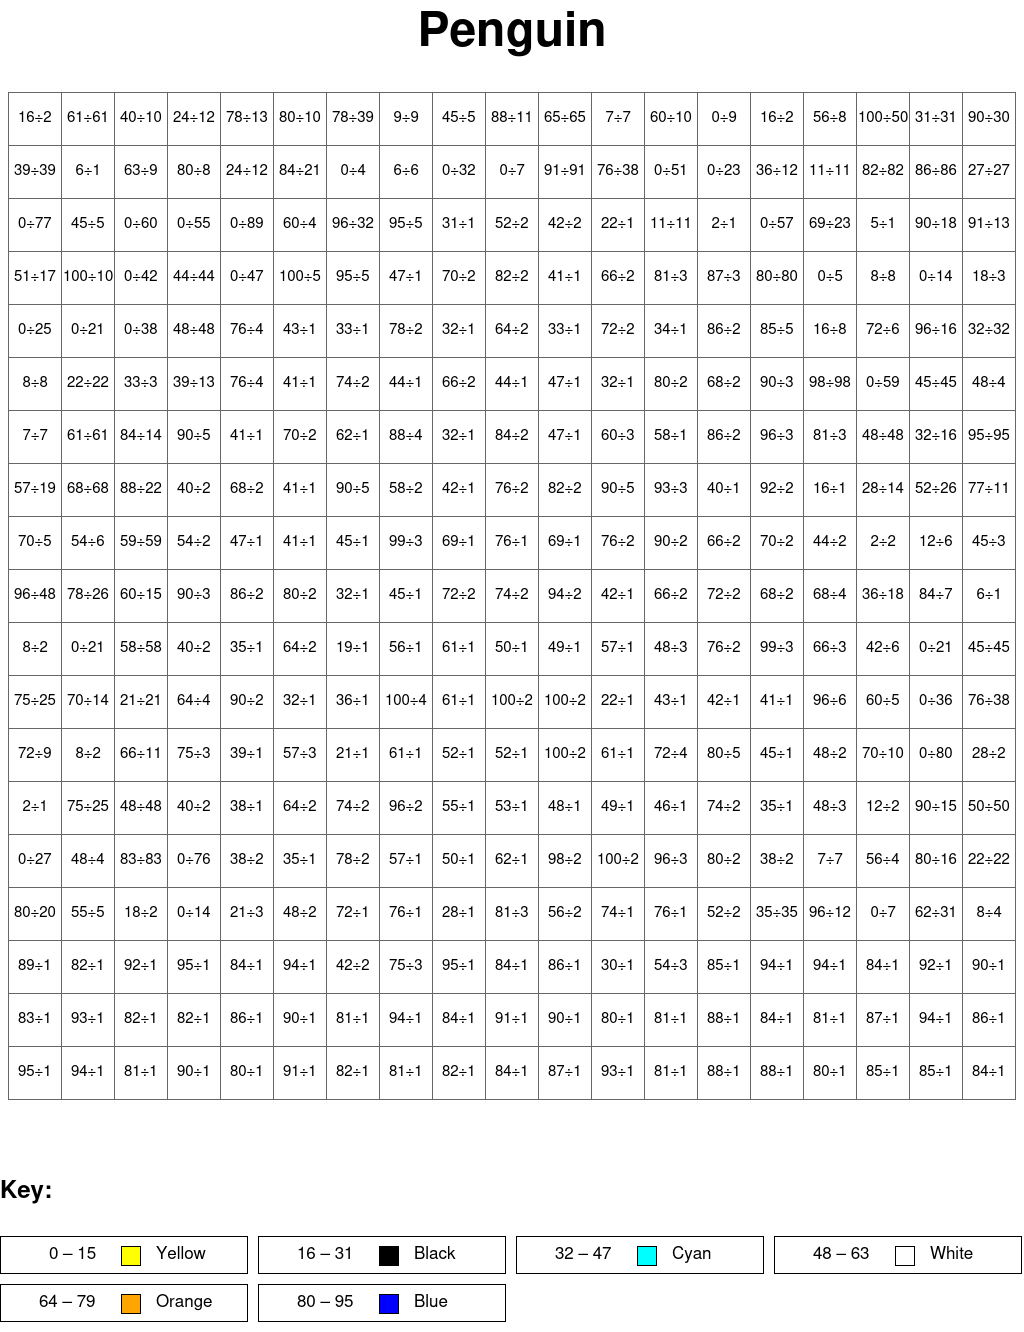 Penguin
16÷2 61÷61 40÷10 24÷12 78÷13 80÷10 78÷39 9÷9 45÷5 88÷11 65÷65 7÷7 60÷10 0÷9 16÷2 56÷8 100÷50 31÷31 90÷30
39÷39 6÷1 63÷9 80÷8 24÷12 84÷21 0÷4 6÷6 0÷32 0÷7 91÷91 76÷38 0÷51 0÷23 36÷12 11÷11 82÷82 86÷86 27÷27
0÷77 45÷5 0÷60 0÷55 0÷89 60÷4 96÷32 95÷5 31÷1 52÷2 42÷2 22÷1 11÷11 2÷1 0÷57 69÷23 5÷1 90÷18 91÷13
51÷17 100÷10 0÷42 44÷44 0÷47 100÷5 95÷5 47÷1 70÷2 82÷2 41÷1 66÷2 81÷3 87÷3 80÷80 0÷5 8÷8 0÷14 18÷3
0÷25 0÷21 0÷38 48÷48 76÷4 43÷1 33÷1 78÷2 32÷1 64÷2 33÷1 72÷2 34÷1 86÷2 85÷5 16÷8 72÷6 96÷16 32÷32
8÷8 22÷22 33÷3 39÷13 76÷4 41÷1 74÷2 44÷1 66÷2 44÷1 47÷1 32÷1 80÷2 68÷2 90÷3 98÷98 0÷59 45÷45 48÷4
7÷7 61÷61 84÷14 90÷5 41÷1 70÷2 62÷1 88÷4 32÷1 84÷2 47÷1 60÷3 58÷1 86÷2 96÷3 81÷3 48÷48 32÷16 95÷95
57÷19 68÷68 88÷22 40÷2 68÷2 41÷1 90÷5 58÷2 42÷1 76÷2 82÷2 90÷5 93÷3 40÷1 92÷2 16÷1 28÷14 52÷26 77÷11
70÷5 54÷6 59÷59 54÷2 47÷1 41÷1 45÷1 99÷3 69÷1 76÷1 69÷1 76÷2 90÷2 66÷2 70÷2 44÷2 2÷2 12÷6 45÷3
96÷48 78÷26 60÷15 90÷3 86÷2 80÷2 32÷1 45÷1 72÷2 74÷2 94÷2 42÷1 66÷2 72÷2 68÷2 68÷4 36÷18 84÷7 6÷1
8÷2 0÷21 58÷58 40÷2 35÷1 64÷2 19÷1 56÷1 61÷1 50÷1 49÷1 57÷1 48÷3 76÷2 99÷3 66÷3 42÷6 0÷21 45÷45
75÷25 70÷14 21÷21 64÷4 90÷2 32÷1 36÷1 100÷4 61÷1 100÷2 100÷2 22÷1 43÷1 42÷1 41÷1 96÷6 60÷5 0÷36 76÷38
72÷9 8÷2 66÷11 75÷3 39÷1 57÷3 21÷1 61÷1 52÷1 52÷1 100÷2 61÷1 72÷4 80÷5 45÷1 48÷2 70÷10 0÷80 28÷2
2÷1 75÷25 48÷48 40÷2 38÷1 64÷2 74÷2 96÷2 55÷1 53÷1 48÷1 49÷1 46÷1 74÷2 35÷1 48÷3 12÷2 90÷15 50÷50
0÷27 48÷4 83÷83 0÷76 38÷2 35÷1 78÷2 57÷1 50÷1 62÷1 98÷2 100÷2 96÷3 80÷2 38÷2 7÷7 56÷4 80÷16 22÷22
80÷20 55÷5 18÷2 0÷14 21÷3 48÷2 72÷1 76÷1 28÷1 81÷3 56÷2 74÷1 76÷1 52÷2 35÷35 96÷12 0÷7 62÷31 8÷4
89÷1 82÷1 92÷1 95÷1 84÷1 94÷1 42÷2 75÷3 95÷1 84÷1 86÷1 30÷1 54÷3 85÷1 94÷1 94÷1 84÷1 92÷1 90÷1
83÷1 93÷1 82÷1 82÷1 86÷1 90÷1 81÷1 94÷1 84÷1 91÷1 90÷1 80÷1 81÷1 88÷1 84÷1 81÷1 87÷1 94÷1 86÷1
95÷1 94÷1 81÷1 90÷1 80÷1 91÷1 82÷1 81÷1 82÷1 84÷1 87÷1 93÷1 81÷1 88÷1 88÷1 80÷1 85÷1 85÷1 84÷1
Key:
0 – 15 Yellow 16 – 31 Black 32 – 47 Cyan 48 – 63 White
64 – 79 Orange 80 – 95 Blue